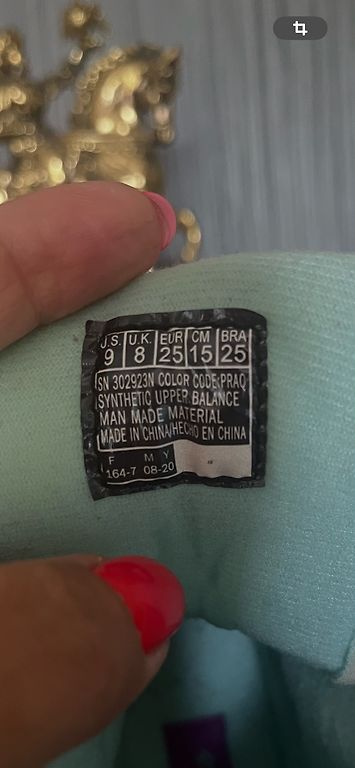 U.S. U.K. EUR CM BRA
9 8 25 15 25
SN 302923N COLOR CODE:PRAQ
SYNTHETIC UPPER/BALANCE
MAN MADE MATERIAL
MADE IN CHINA/HECHO EN CHINA
F M Y
164-7 08-20